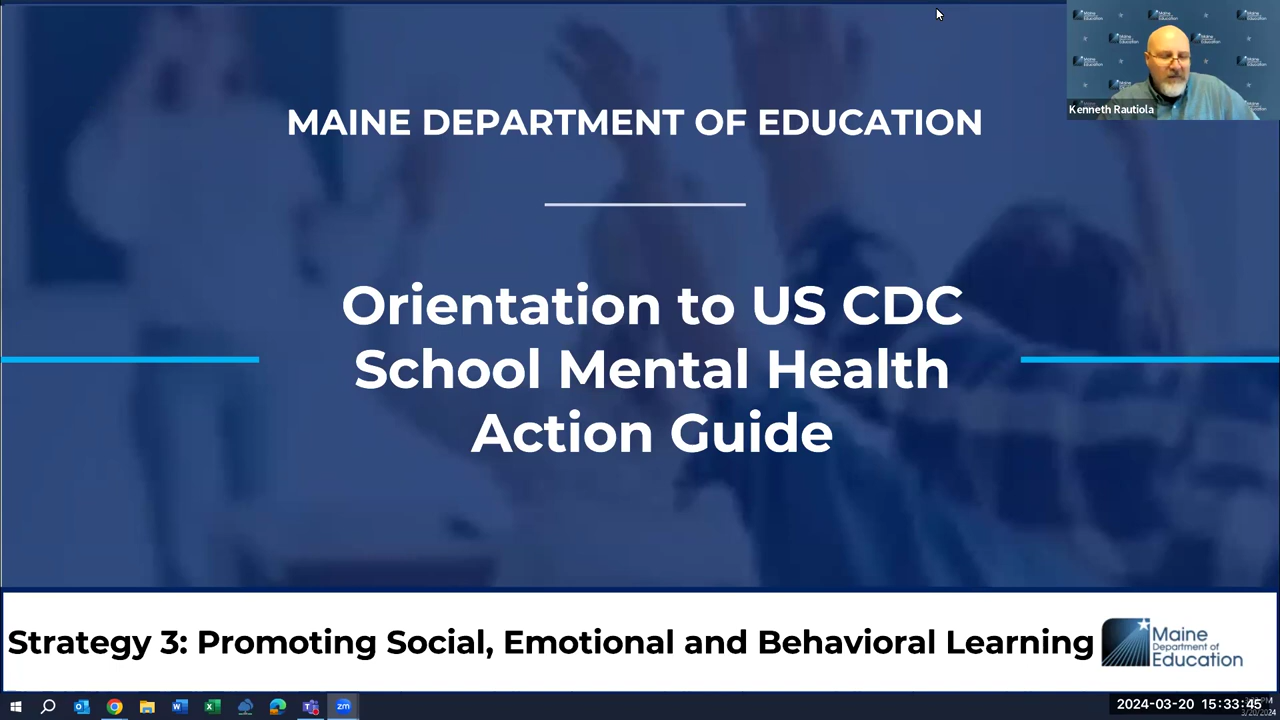 MAINE DEPARTMENT OF EDUCATION
Kenneth Rautiola
Orientation to US CDC
School Mental Health
Action Guide
Strategy 3: Promoting Social, Emotional and Behavioral Learning
Maine
Department of
Education
zm
2024-03-20 15:33:45